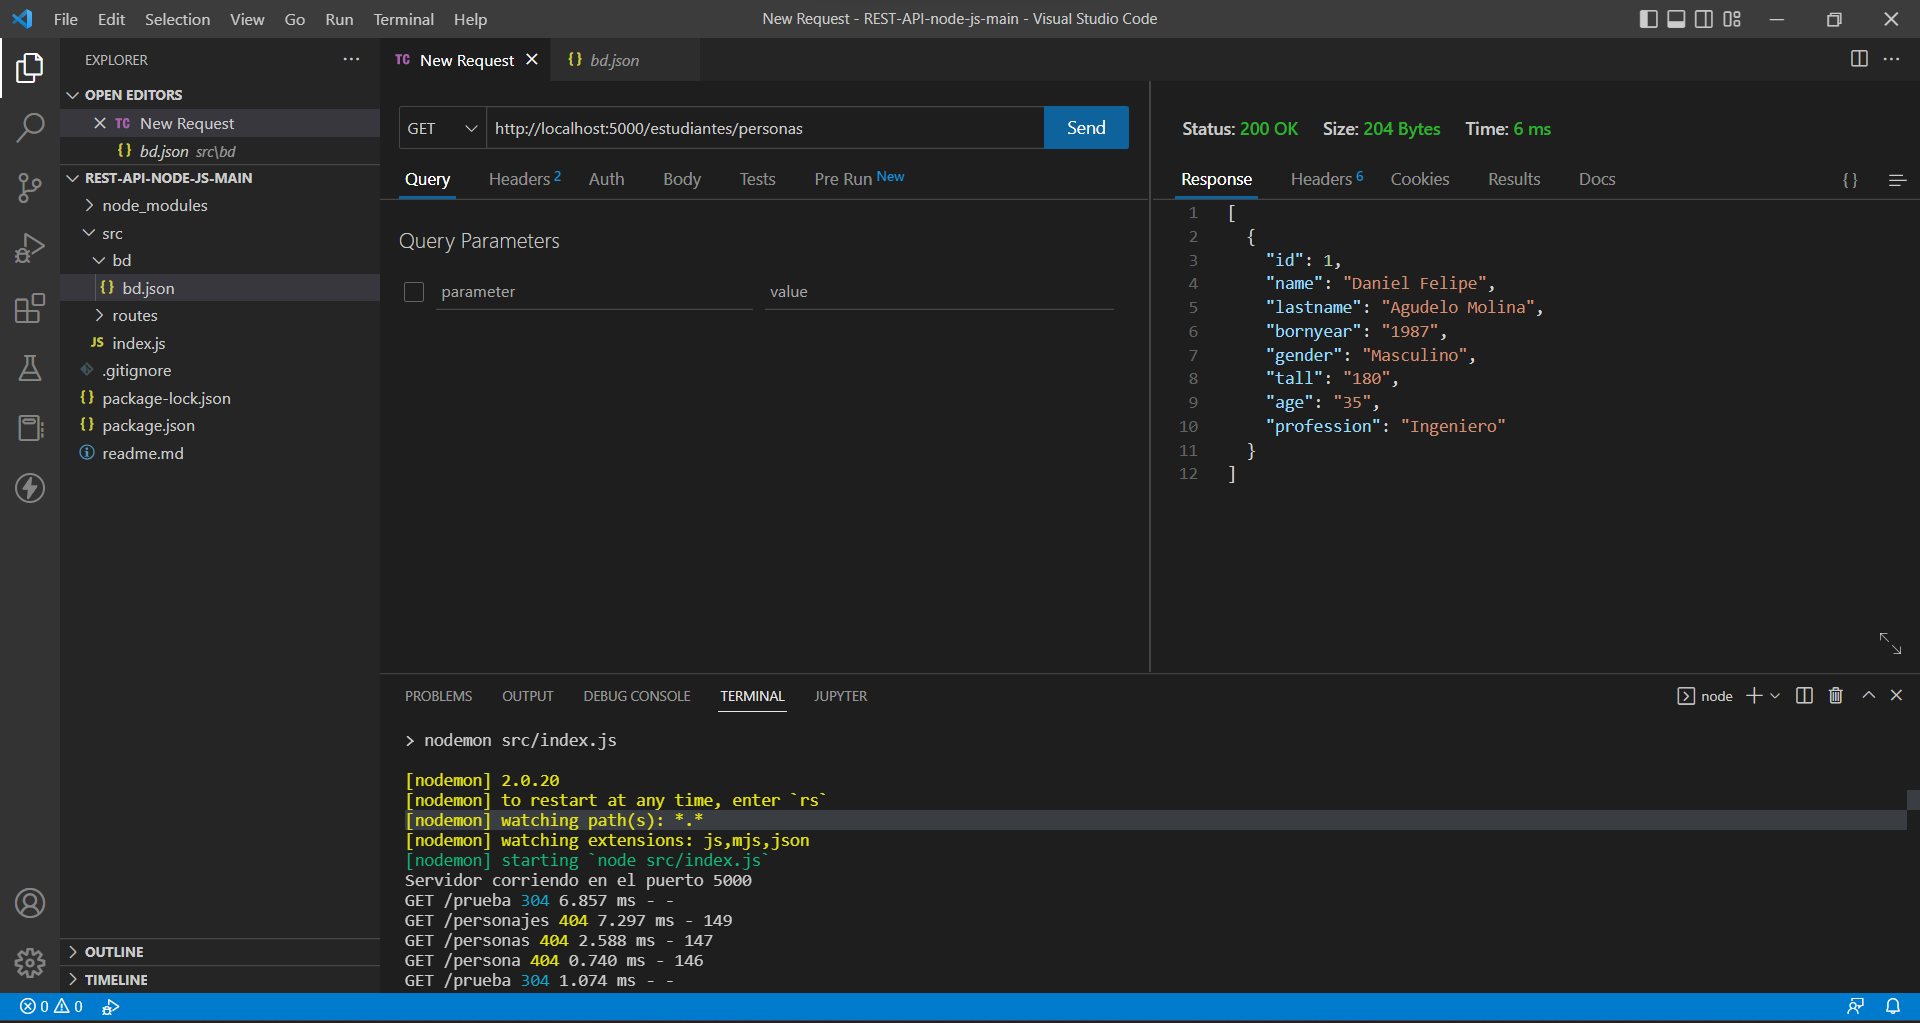 File Edit Selection View Go Run Terminal Help
New Request - REST-API-node-js-main - Visual Studio Code
EXPLORER
OPEN EDITORS
TC New Request
{} bd.json src\bd
REST-API-NODE-JS-MAIN
node_modules
src
bd
{} bd.json
routes
JS index.js
.gitignore
{} package-lock.json
{} package.json
readme.md
OUTLINE
TIMELINE
TC New Request
{} bd.json
GET
http://localhost:5000/estudiantes/personas
Send
Query Headers 2 Auth Body Tests Pre Run New
Query Parameters
parameter value
Status: 200 OK Size: 204 Bytes Time: 6 ms
Response Headers 6 Cookies Results Docs {}
1 [
2 {
3 "id": 1,
4 "name": "Daniel Felipe",
5 "lastname": "Agudelo Molina",
6 "bornyear": "1987",
7 "gender": "Masculino",
8 "tall": "180",
9 "age": "35",
10 "profession": "Ingeniero"
11 }
12 ]
PROBLEMS OUTPUT DEBUG CONSOLE TERMINAL JUPYTER
node
> nodemon src/index.js
[nodemon] 2.0.20
[nodemon] to restart at any time, enter `rs`
[nodemon] watching path(s): *.*
[nodemon] watching extensions: js,mjs,json
[nodemon] starting `node src/index.js`
Servidor corriendo en el puerto 5000
GET /prueba 304 6.857 ms - -
GET /personajes 404 7.297 ms - 149
GET /personas 404 2.588 ms - 147
GET /persona 404 0.740 ms - 146
GET /prueba 304 1.074 ms - -
0 0